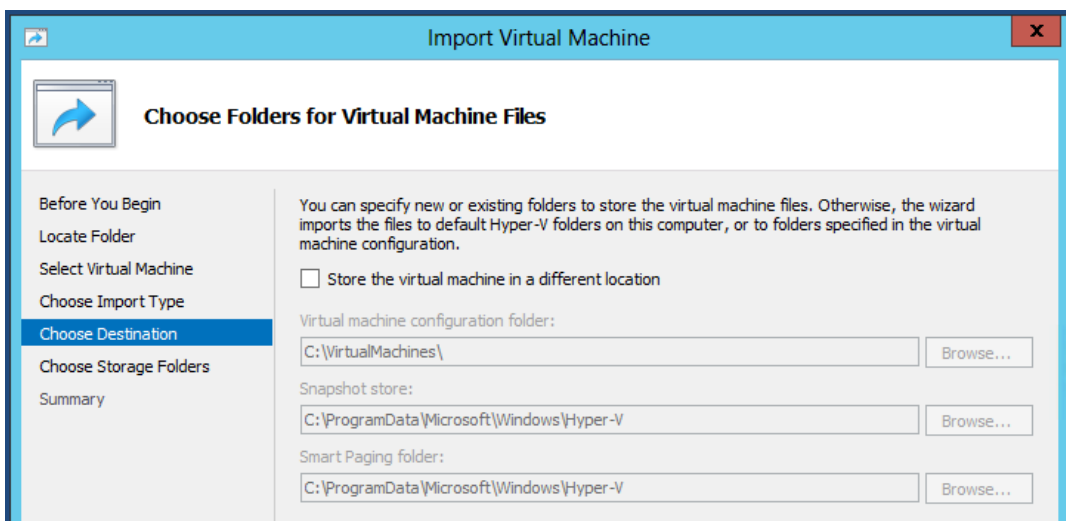 Import Virtual Machine
x
Choose Folders for Virtual Machine Files
Before You Begin
Locate Folder
Select Virtual Machine
Choose Import Type
Choose Destination
Choose Storage Folders
Summary
You can specify new or existing folders to store the virtual machine files. Otherwise, the wizard
imports the files to default Hyper-V folders on this computer, or to folders specified in the virtual
machine configuration.
Store the virtual machine in a different location
Virtual machine configuration folder:
C:\VirtualMachines\
Browse...
Snapshot store:
C:\ProgramData\Microsoft\Windows\Hyper-V
Browse...
Smart Paging folder:
C:\ProgramData\Microsoft\Windows\Hyper-V
Browse...